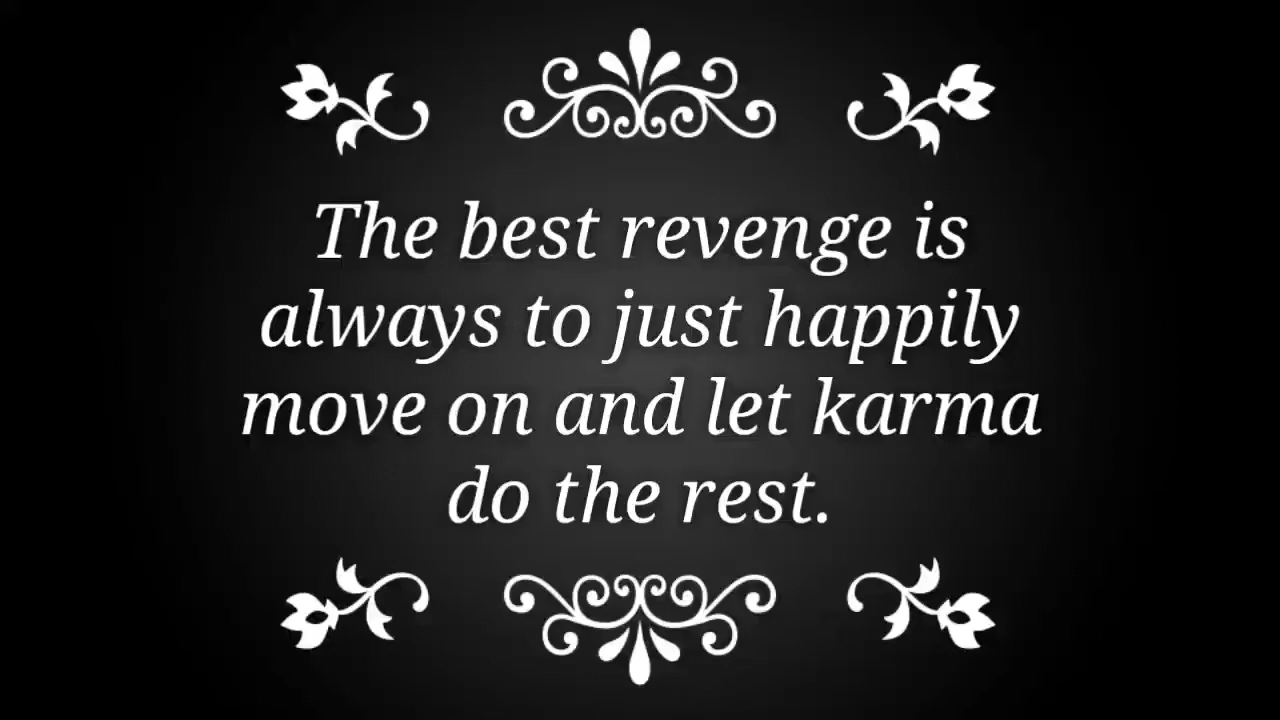 The best revenge is
always to just happily
move on and let karma
do the rest.